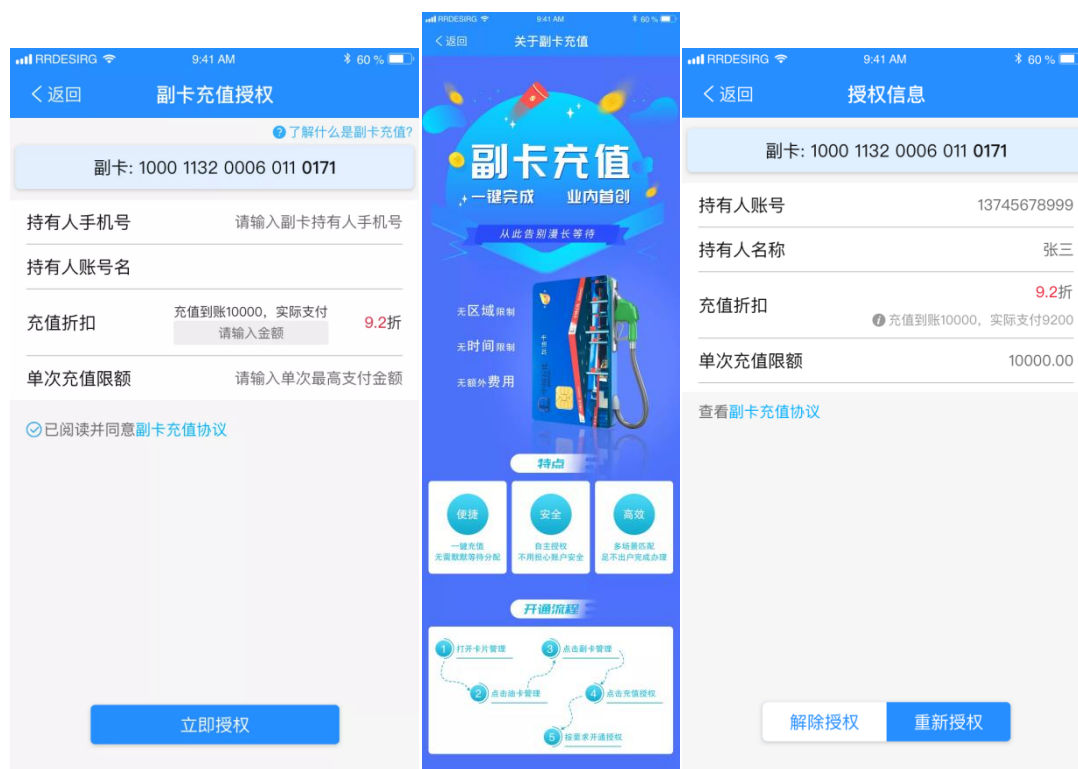 RRDESIRG 9:41 AM 60 %
返回 副卡充值授权
了解什么是副卡充值?
副卡: 1000 1132 0006 011 0171
持有人手机号 请输入副卡持有人手机号
持有人账号名
充值折扣 充值到账10000，实际支付 9.2折
请输入金额
单次充值限额 请输入单次最高支付金额
已阅读并同意副卡充值协议
立即授权
RRDESIRG 9:41 AM 60 %
返回 关于副卡充值
副卡充值
一键完成 业内首创
从此告别漫长等待
无区域限制
无时间限制
无额外费用
特点
便捷
一键充值
无需默默等待分配
安全
自主授权
不用担心账户安全
高效
多场景匹配
足不出户完成办理
开通流程
1 打开卡片管理
2 点击油卡管理
3 点击副卡管理
4 点击充值授权
5 按要求开通授权
RRDESIRG 9:41 AM 60 %
返回 授权信息
副卡: 1000 1132 0006 011 0171
持有人账号 13745678999
持有人名称 张三
充值折扣 9.2折
充值到账10000，实际支付9200
单次充值限额 10000.00
查看副卡充值协议
解除授权 重新授权